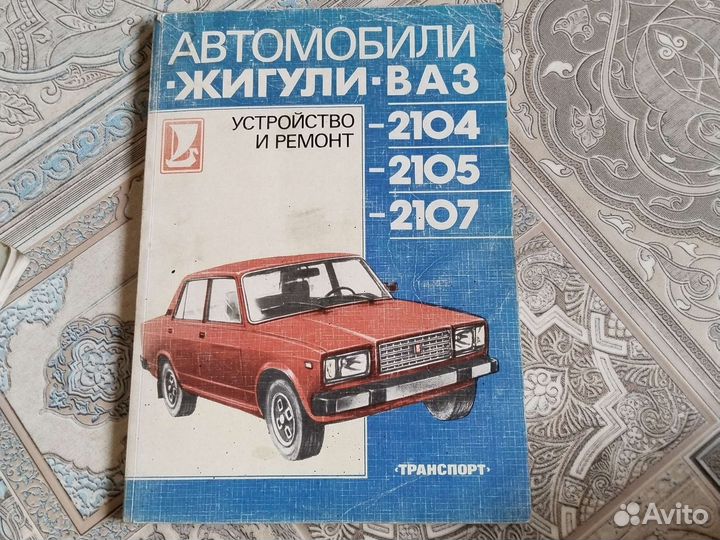 АВТОМОБИЛИ
·ЖИГУЛИ·ВАЗ
УСТРОЙСТВО
И РЕМОНТ
-2104
-2105
-2107
‹ТРАНСПОРТ›
Avito